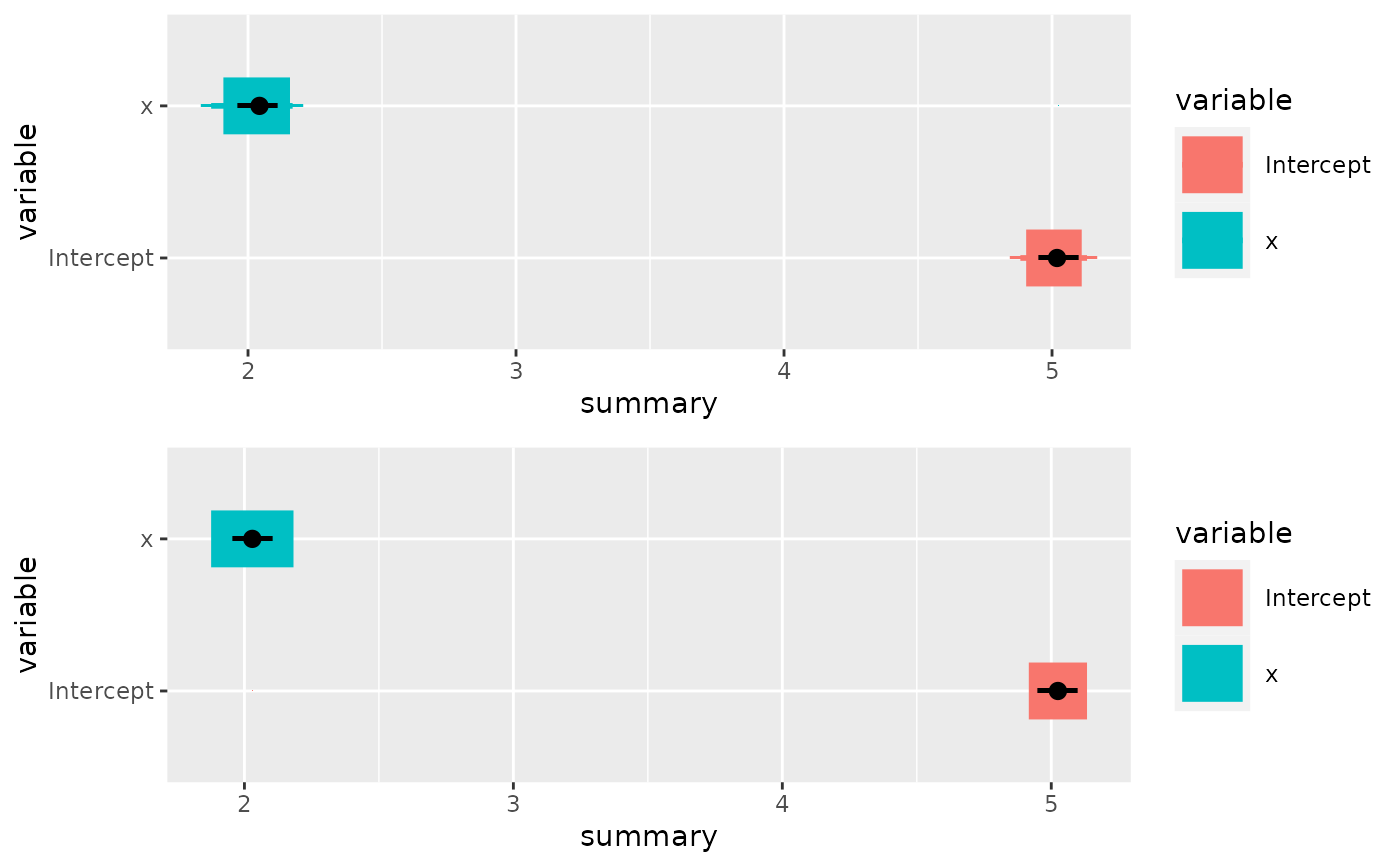 variable
x
Intercept
2 3 4 5
summary
variable
Intercept
x
variable
x
Intercept
2 3 4 5
summary
variable
Intercept
x